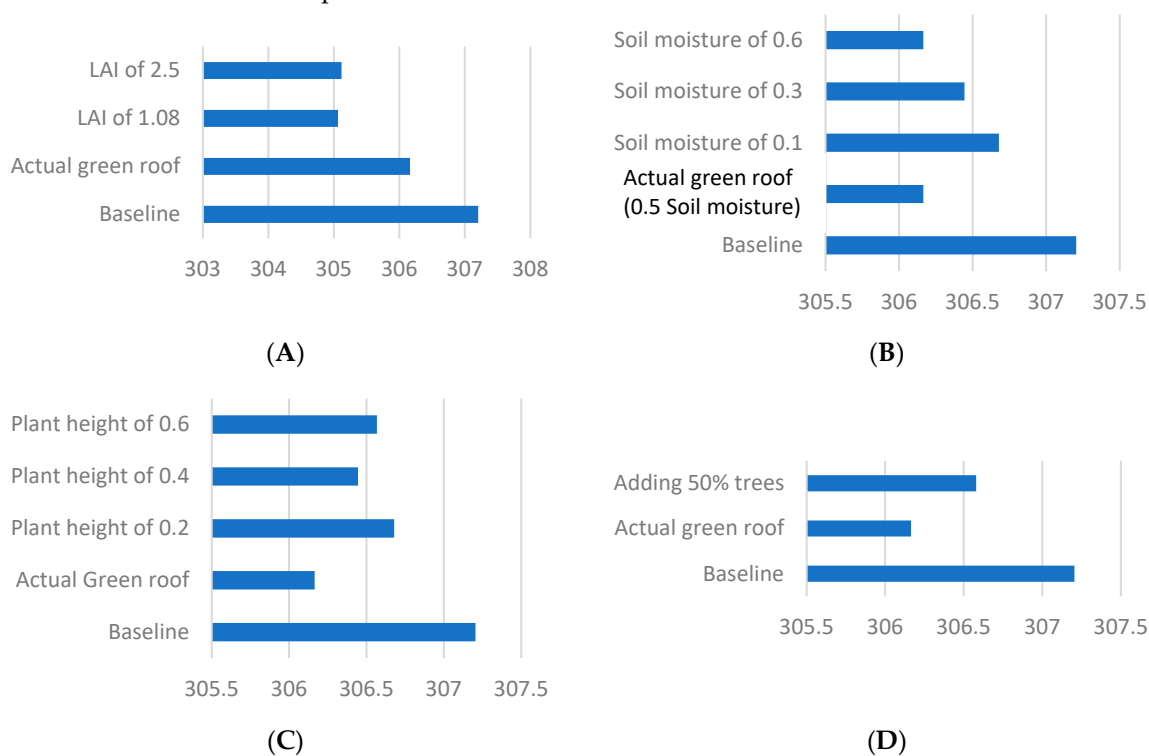 LAI of 2.5
LAI of 1.08
Actual green roof
Baseline
303 304 305 306 307 308
(A)
Soil moisture of 0.6
Soil moisture of 0.3
Soil moisture of 0.1
Actual green roof
(0.5 Soil moisture)
Baseline
305.5 306 306.5 307 307.5
(B)
Plant height of 0.6
Plant height of 0.4
Plant height of 0.2
Actual Green roof
Baseline
305.5 306 306.5 307 307.5
(C)
Adding 50% trees
Actual green roof
Baseline
305.5 306 306.5 307 307.5
(D)